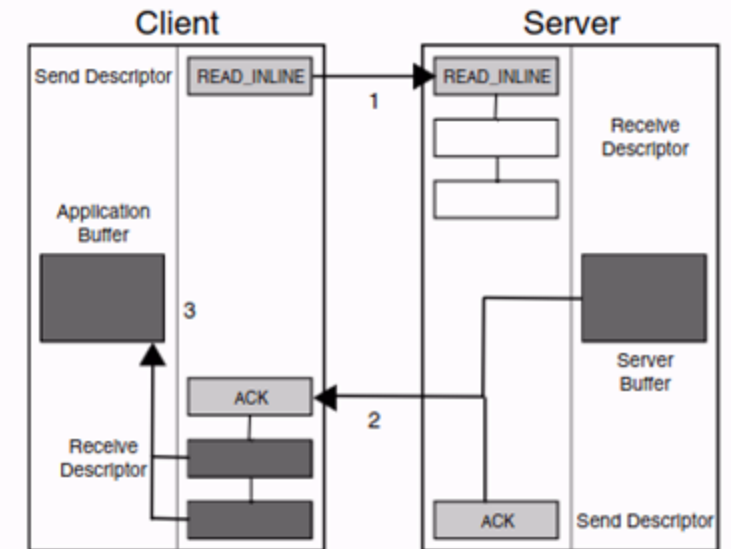 Client
Server
Send Descriptor
READ_INLINE
READ_INLINE
1
Receive
Descriptor
Application
Buffer
3
Server
Buffer
ACK
2
Receive
Descriptor
ACK
Send Descriptor